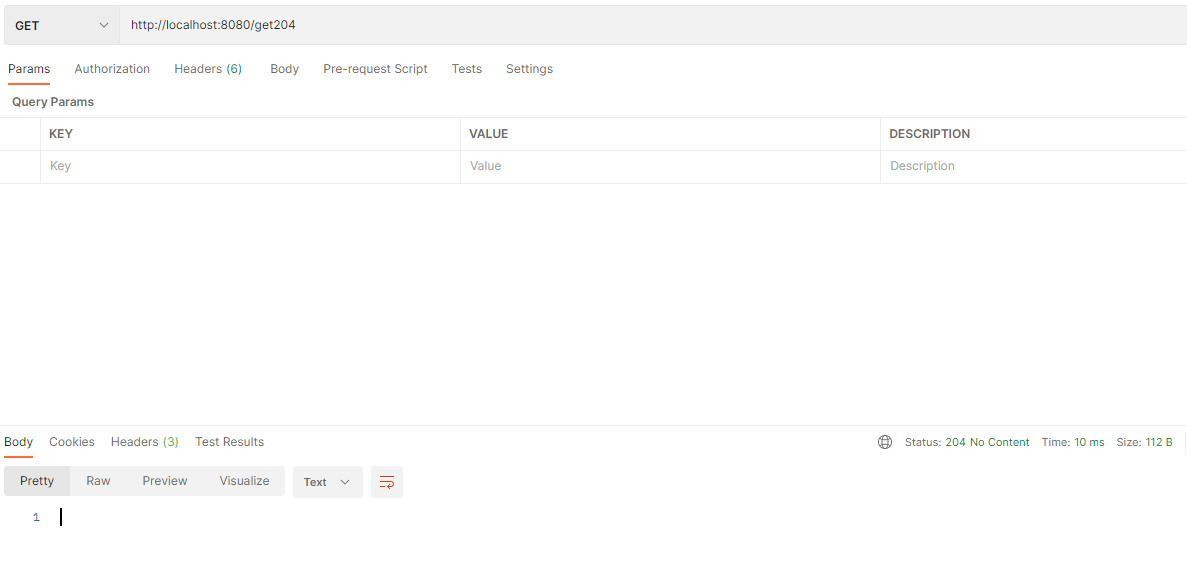 GET http://localhost:8080/get204
Params Authorization Headers (6) Body Pre-request Script Tests Settings
Query Params
KEY VALUE DESCRIPTION
Key Value Description
Body Cookies Headers (3) Test Results Status: 204 No Content Time: 10 ms Size: 112 B
Pretty Raw Preview Visualize Text
1